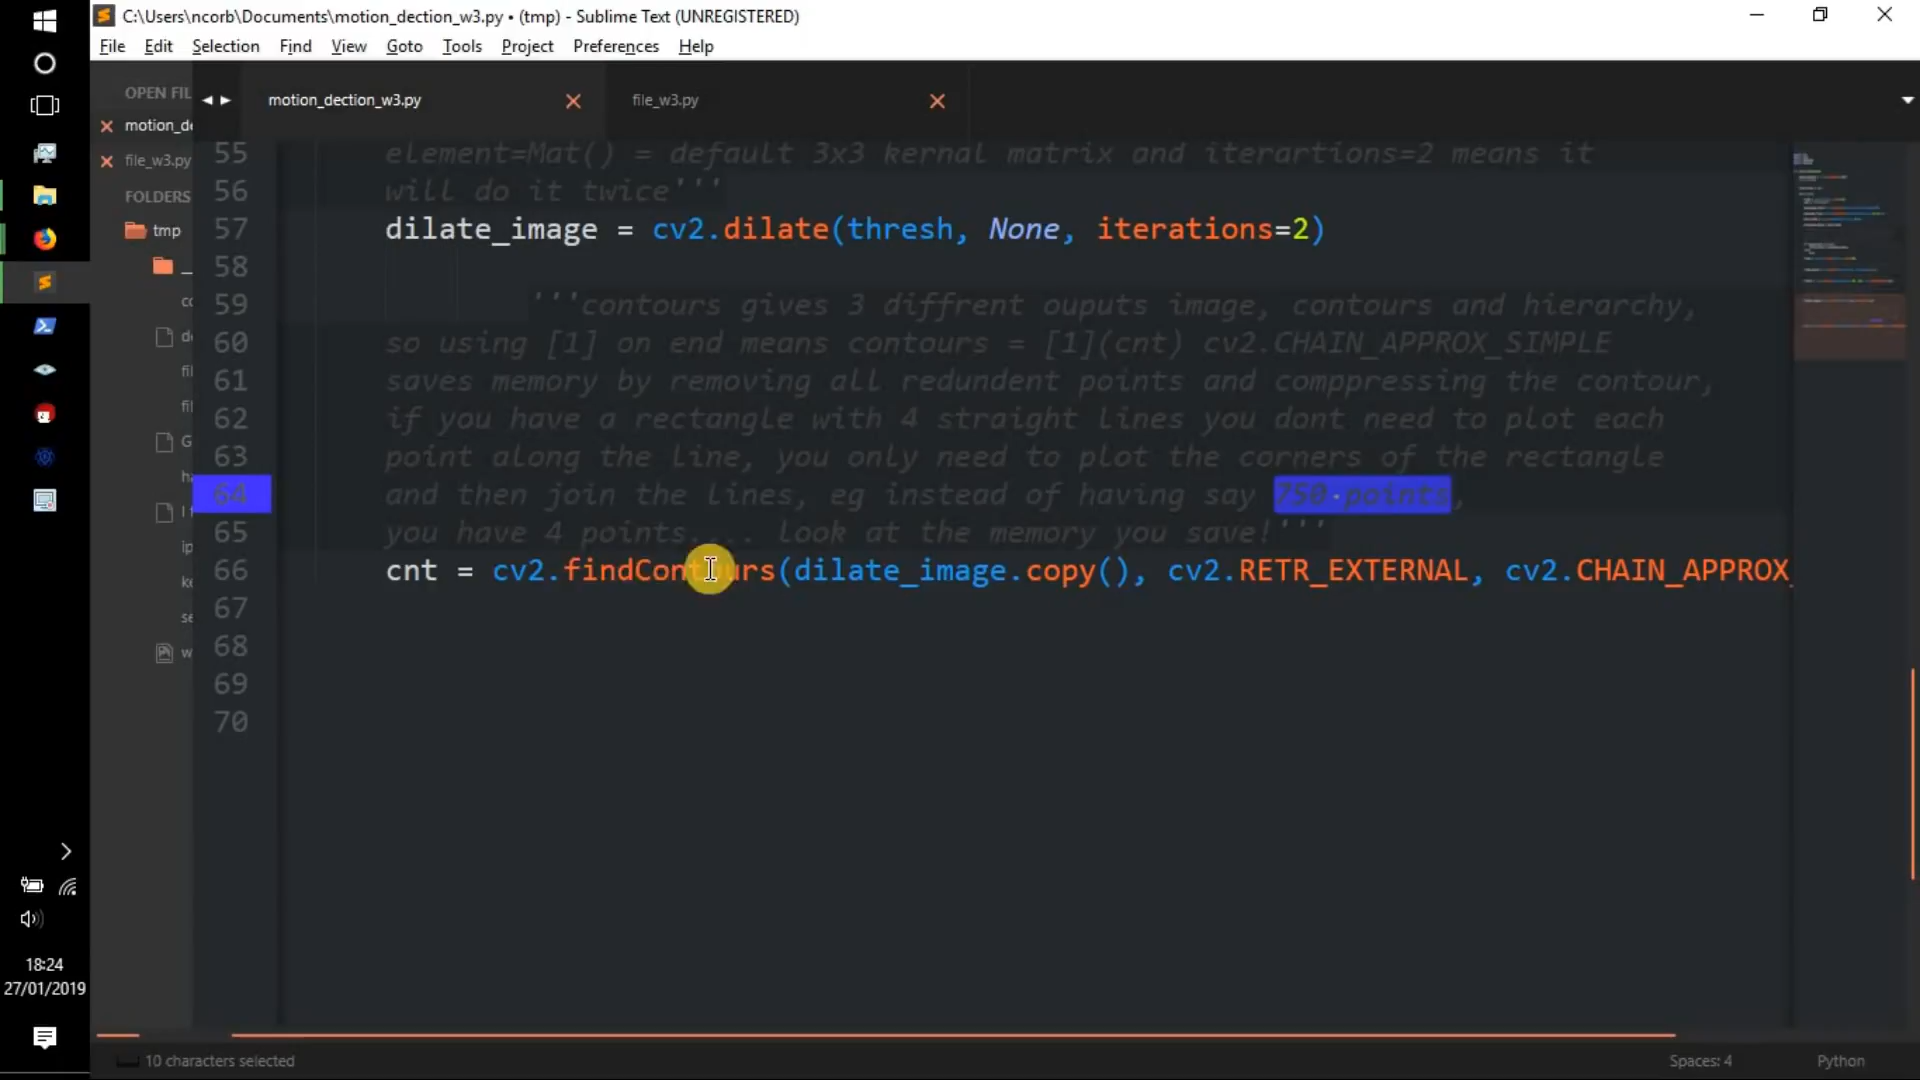 C:\Users\ncorb\Documents\motion_dection_w3.py • (tmp) - Sublime Text (UNREGISTERED)
File Edit Selection Find View Goto Tools Project Preferences Help
OPEN FIL
motion_de
file_w3.py
FOLDERS
tmp
motion_dection_w3.py
file_w3.py
55 element=Mat() = default 3x3 kernal matrix and iterartions=2 means it
56 will do it twice'''
57 dilate_image = cv2.dilate(thresh, None, iterations=2)
58
59 '''contours gives 3 diffrent ouputs image, contours and hierarchy,
60 so using [1] on end means contours = [1](cnt) cv2.CHAIN_APPROX_SIMPLE
61 saves memory by removing all redundent points and comppressing the contour,
62 if you have a rectangle with 4 straight lines you dont need to plot each
63 point along the line, you only need to plot the corners of the rectangle
64 and then join the lines, eg instead of having say 750 points,
65 you have 4 points.... look at the memory you save!'''
66 cnt = cv2.findContours(dilate_image.copy(), cv2.RETR_EXTERNAL, cv2.CHAIN_APPROX_
67
68
69
70
18:24
27/01/2019
10 characters selected
Spaces: 4
Python